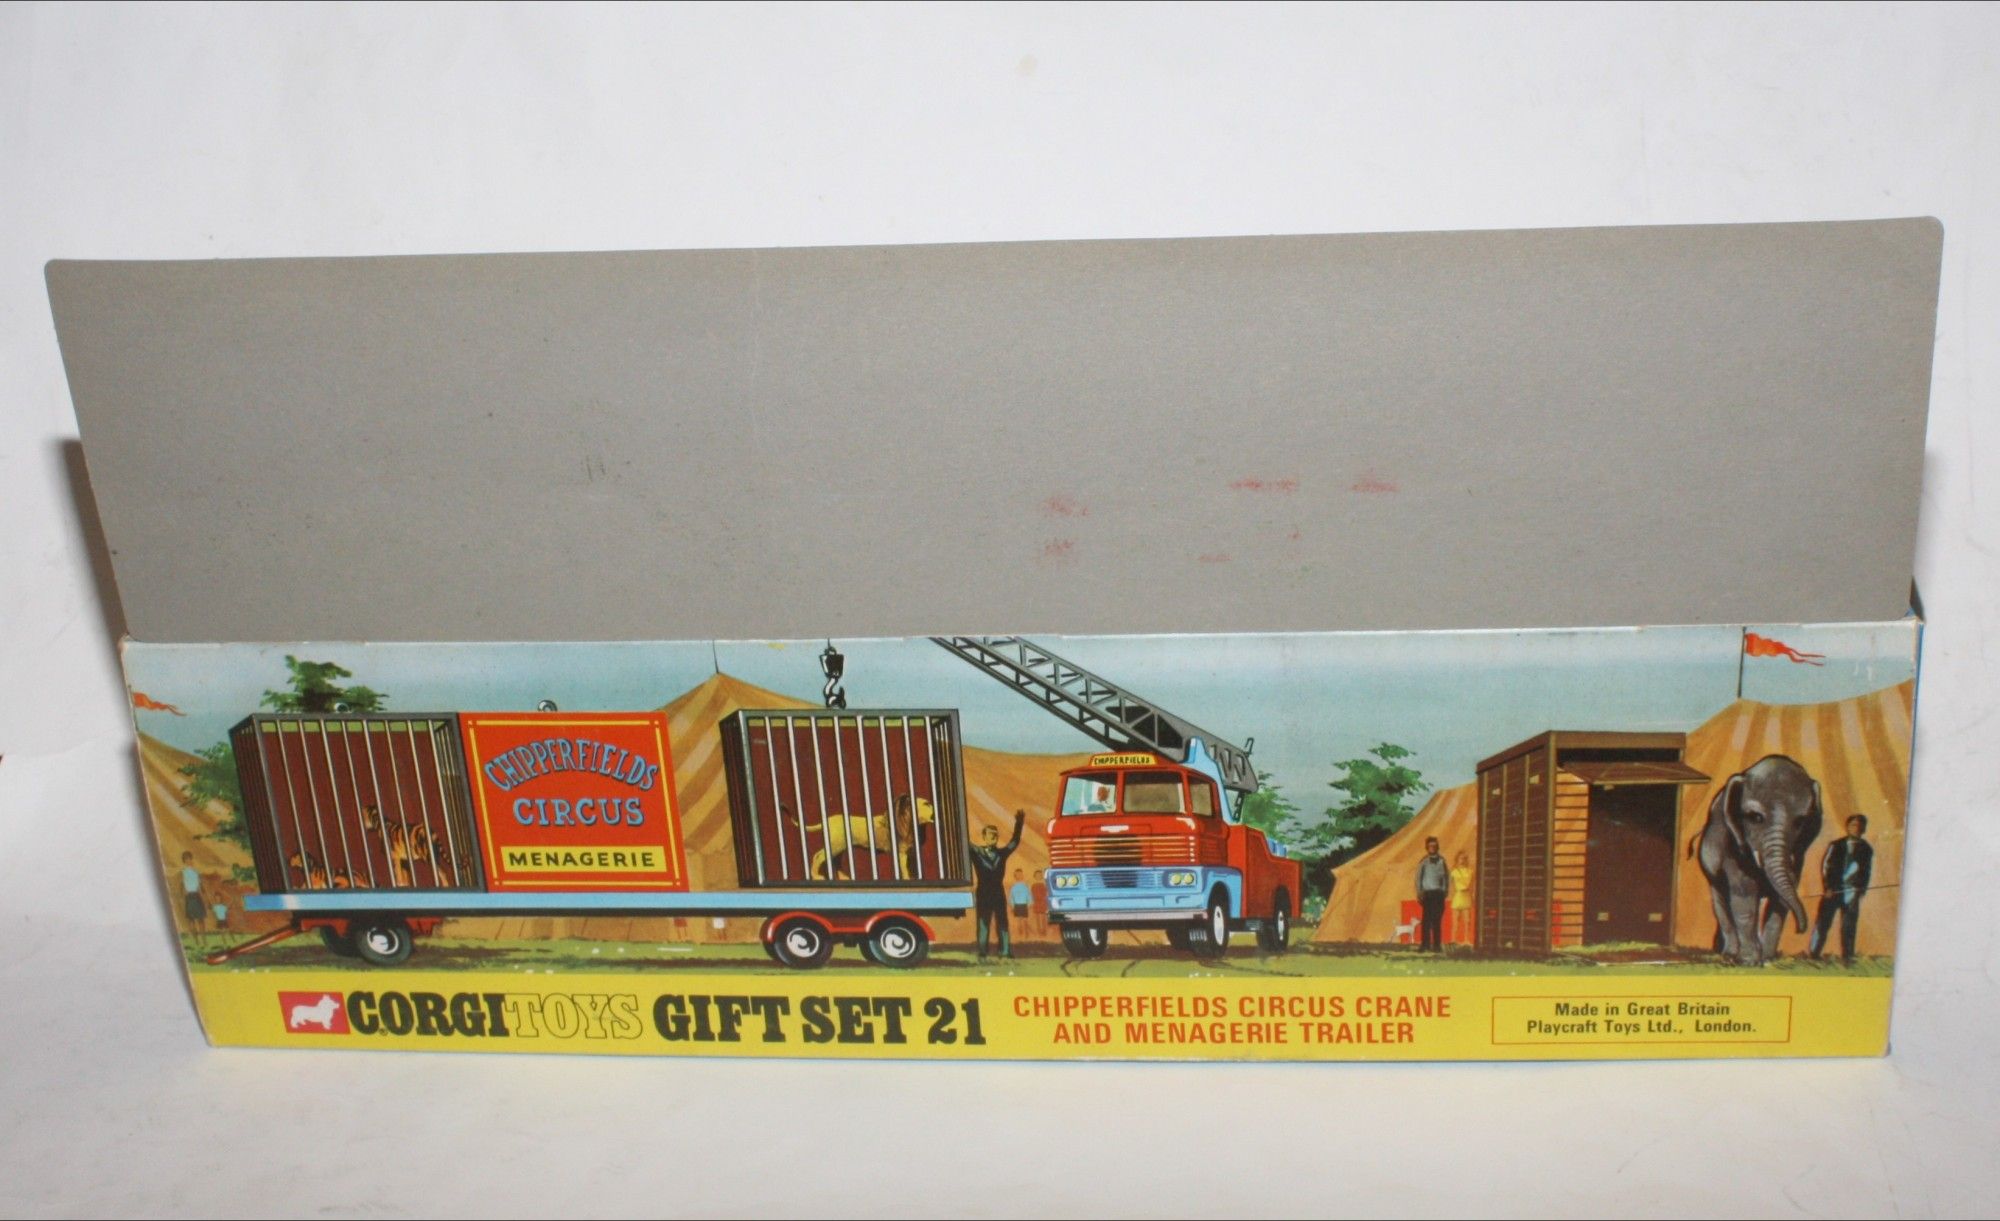 CHIPPERFIELDS
CIRCUS
MENAGERIE
CHIPPERFIELDS
CORGI TOYS GIFT SET 21
CHIPPERFIELDS CIRCUS CRANE
AND MENAGERIE TRAILER
Made in Great Britain
Playcraft Toys Ltd., London.